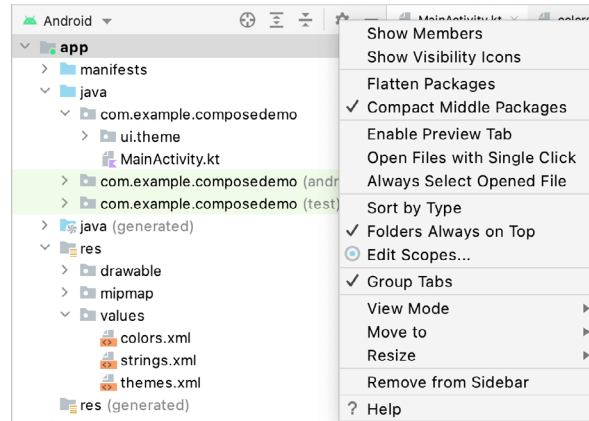 Android
MainActivity.kt
app
manifests
java
com.example.composedemo
ui.theme
MainActivity.kt
com.example.composedemo (andr
com.example.composedemo (test)
java (generated)
res
drawable
mipmap
values
colors.xml
strings.xml
themes.xml
res (generated)
Show Members
Show Visibility Icons
Flatten Packages
Compact Middle Packages
Enable Preview Tab
Open Files with Single Click
Always Select Opened File
Sort by Type
Folders Always on Top
Edit Scopes...
Group Tabs
View Mode
Move to
Resize
Remove from Sidebar
? Help